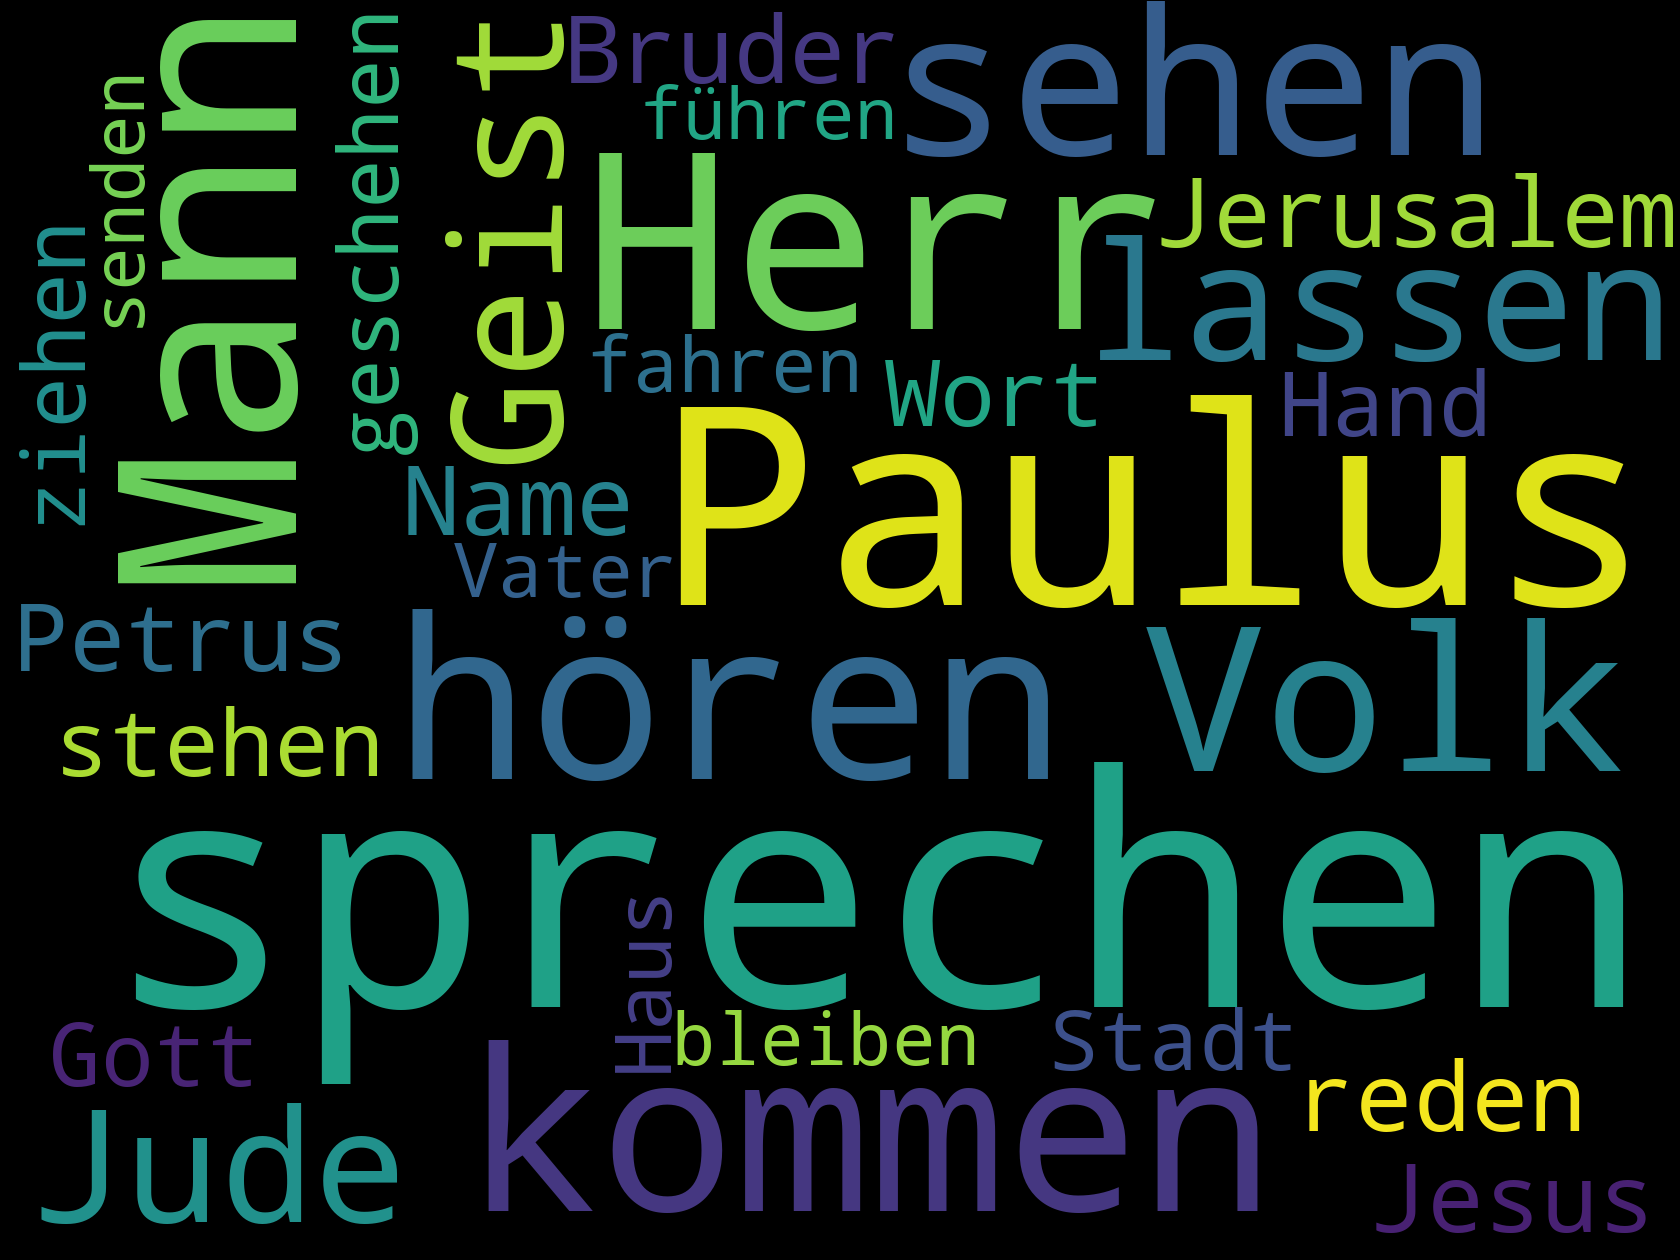 Bruder
sehen
führen
Mann
senden
geschehen
Geist
Herr
Jerusalem
ziehen
lassen
fahren
Wort
Hand
Paulus
Name
Vater
Petrus
hören
Volk
stehen
sprechen
Haus
Gott
bleiben
Stadt
kommen
reden
Jude
Jesus